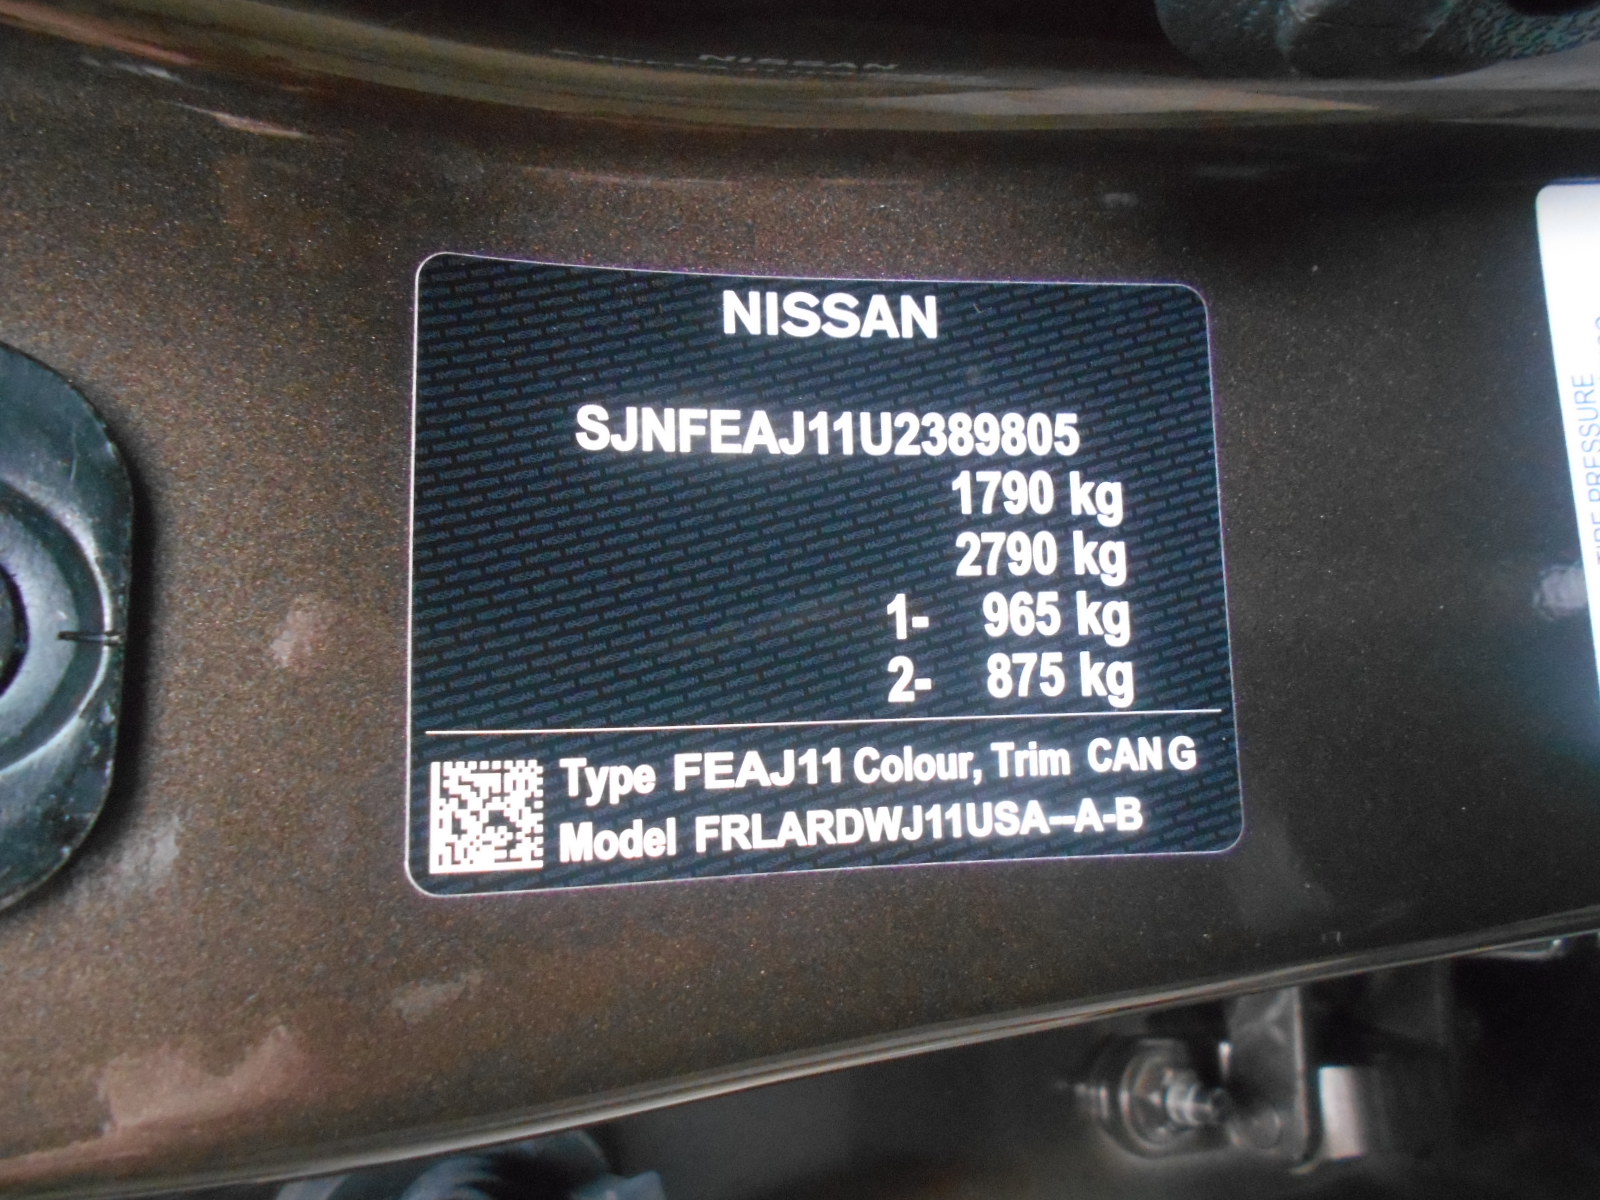 NISSAN
SJNFEAJ11U2389805
1790 kg
2790 kg
1- 965 kg
2- 875 kg
Type FEAJ11 Colour, Trim CAN G
Model FRLARDWJ11USA–A-B
PRESSURE